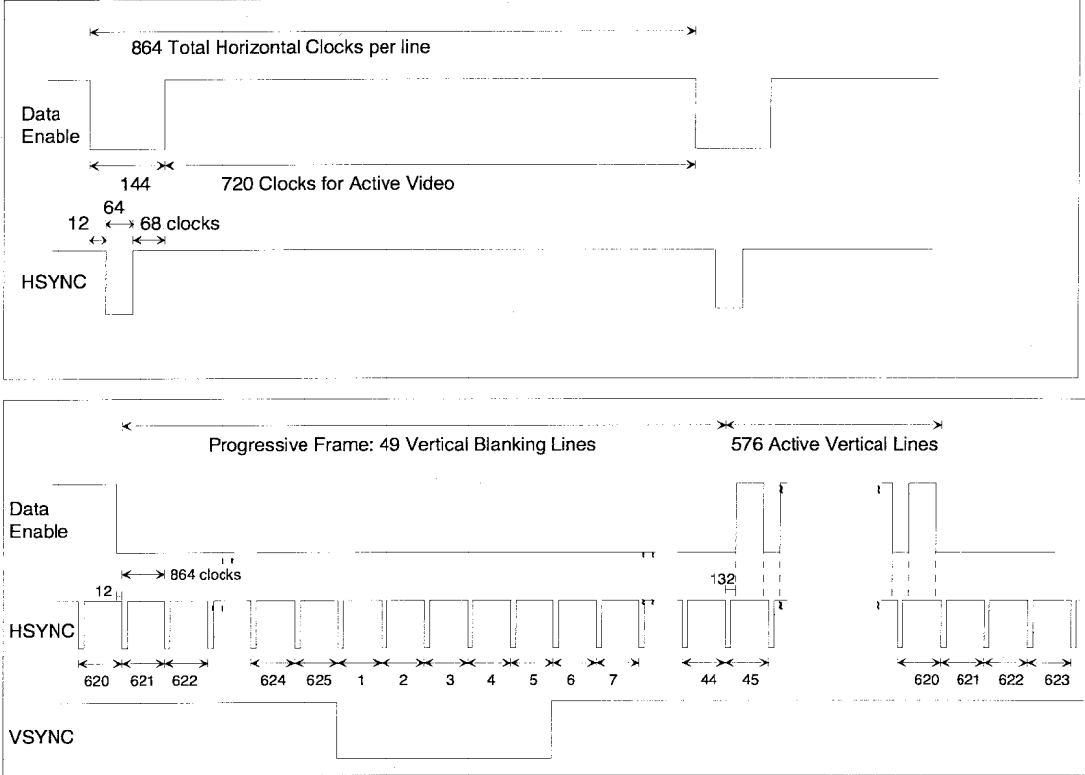 864 Total Horizontal Clocks per line
Data
Enable
144
720 Clocks for Active Video
64
12
68 clocks
HSYNC
Progressive Frame: 49 Vertical Blanking Lines
576 Active Vertical Lines
Data
Enable
864 clocks
12
132
HSYNC
620 621 622 624 625 1 2 3 4 5 6 7 44 45 620 621 622 623
VSYNC